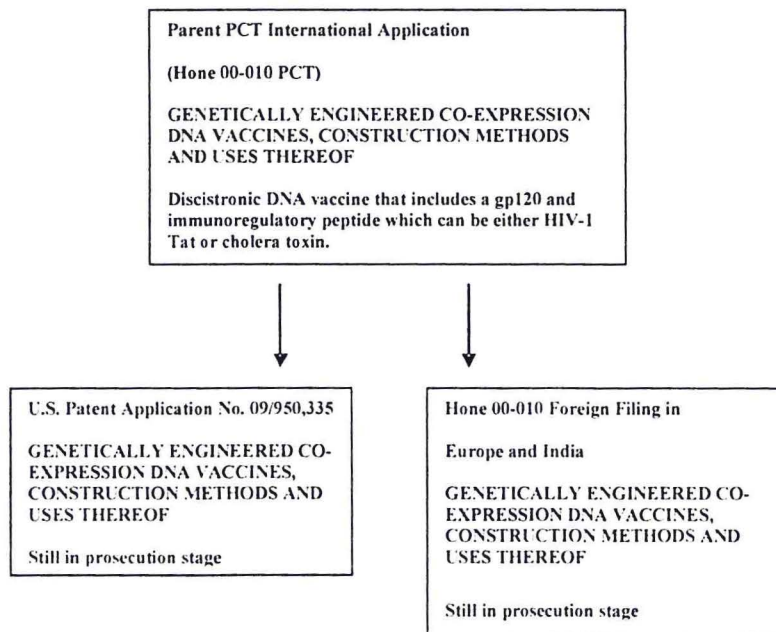 Parent PCT International Application
(Hone 00-010 PCT)
GENETICALLY ENGINEERED CO-EXPRESSION
DNA VACCINES, CONSTRUCTION METHODS
AND USES THEREOF
Discistronic DNA vaccine that includes a gp120 and
immunoregulatory peptide which can be either HIV-1
Tat or cholera toxin.
U.S. Patent Application No. 09/950,335
GENETICALLY ENGINEERED CO-
EXPRESSION DNA VACCINES,
CONSTRUCTION METHODS AND
USES THEREOF
Still in prosecution stage
Hone 00-010 Foreign Filing in
Europe and India
GENETICALLY ENGINEERED CO-
EXPRESSION DNA VACCINES,
CONSTRUCTION METHODS AND
USES THEREOF
Still in prosecution stage